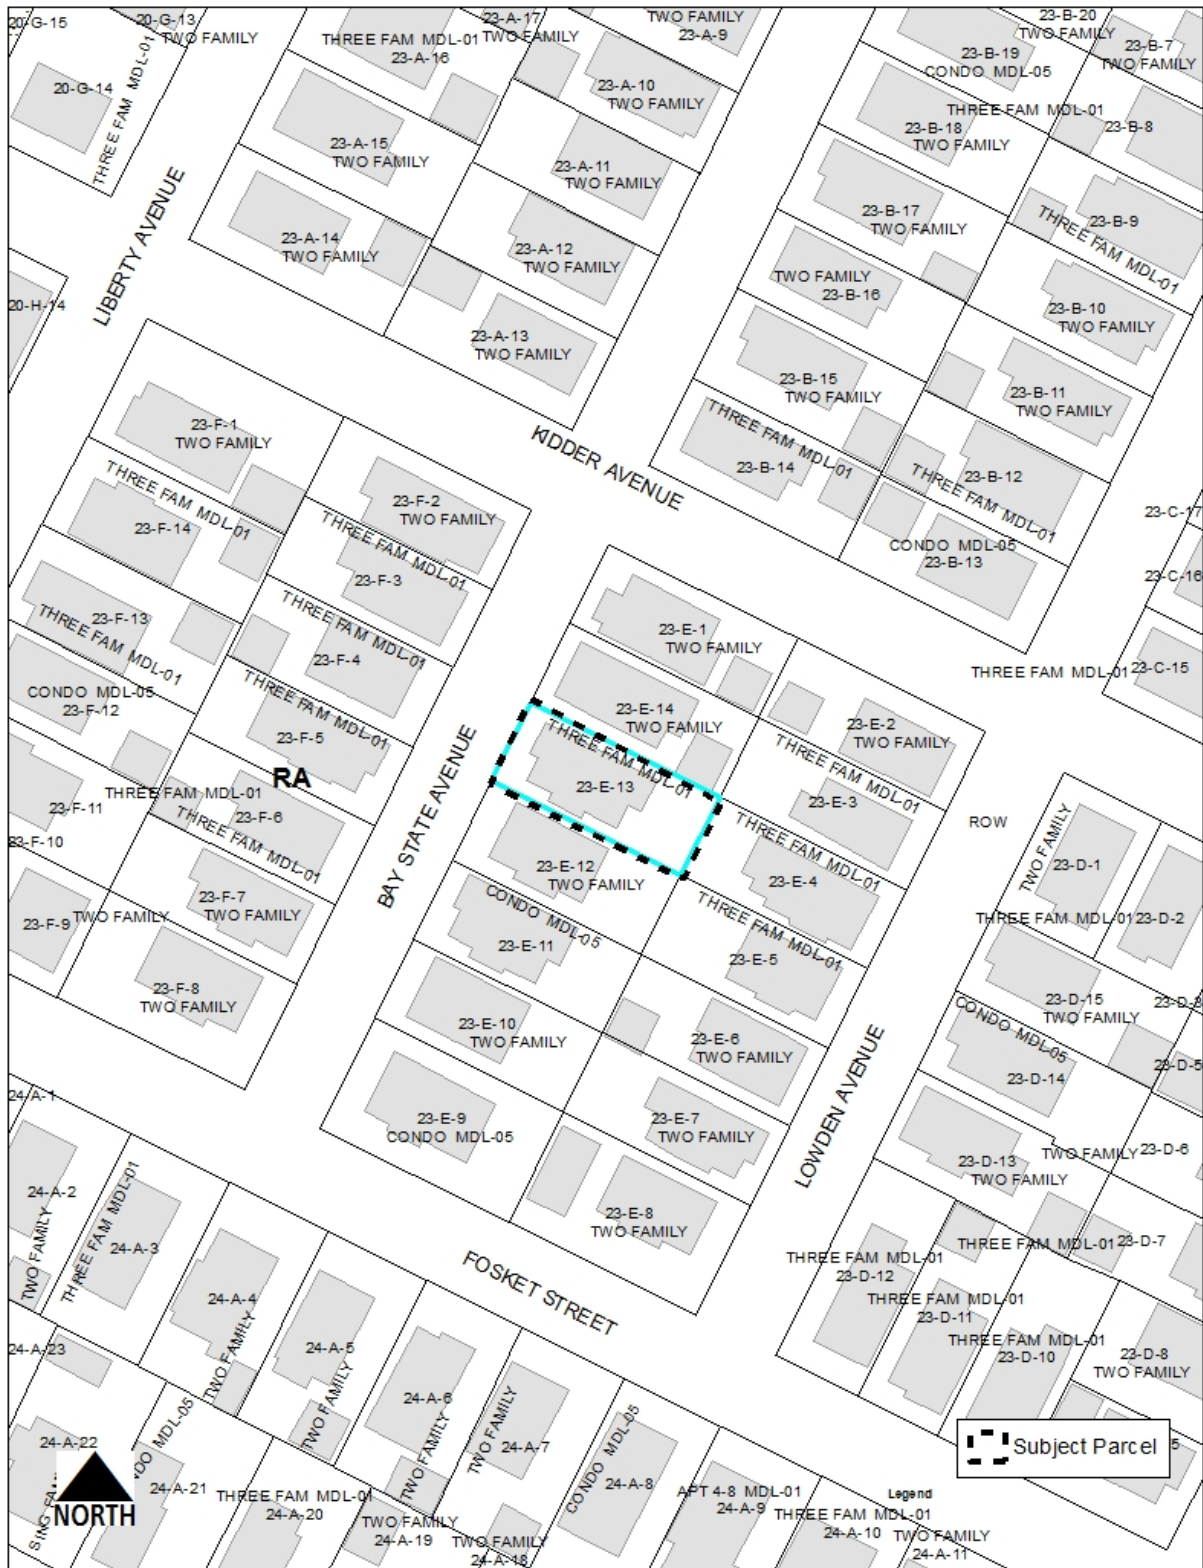 20-G-15
20-G-13
TWO FAMILY
THREE FAM MDL-01
20-G-14
THREE FAM MDL-01
23-A-16
23-A-17
TWO FAMILY
TWO FAMILY
23-A-9
23-A-10
TWO FAMILY
23-A-15
TWO FAMILY
23-A-11
TWO FAMILY
23-A-14
TWO FAMILY
23-A-12
TWO FAMILY
23-A-13
TWO FAMILY
23-B-20
TWO FAMILY
23-B-19
CONDO MDL-05
23-B-7
TWO FAMILY
THREE FAM MDL-01
23-B-8
23-B-18
TWO FAMILY
23-B-17
TWO FAMILY
23-B-9
THREE FAM MDL-01
TWO FAMILY
23-B-16
23-B-10
TWO FAMILY
23-B-15
TWO FAMILY
23-B-11
TWO FAMILY
THREE FAM MDL-01
23-B-14
23-B-12
THREE FAM MDL-01
CONDO MDL-05
23-B-13
LIBERTY AVENUE
20-H-14
KIDDER AVENUE
23-C-17
23-C-16
THREE FAM MDL-01
23-C-15
23-F-1
TWO FAMILY
THREE FAM MDL-01
23-F-14
23-F-2
TWO FAMILY
THREE FAM MDL-01
23-F-3
23-F-13
THREE FAM MDL-01
THREE FAM MDL-01
23-F-4
CONDO MDL-05
23-F-12
THREE FAM MDL-01
23-F-5
RA
23-F-11
THREE FAM MDL-01
23-F-6
THREE FAM MDL-01
23-F-10
23-F-7
TWO FAMILY
23-F-9
TWO FAMILY
23-F-8
TWO FAMILY
BAY STATE AVENUE
23-E-1
TWO FAMILY
23-E-14
TWO FAMILY
23-E-2
TWO FAMILY
THREE FAM MDL-01
23-E-13
THREE FAM MDL-01
23-E-3
23-E-12
TWO FAMILY
THREE FAM MDL-01
23-E-4
CONDO MDL-05
23-E-11
THREE FAM MDL-01
23-E-5
23-E-10
TWO FAMILY
23-E-6
TWO FAMILY
23-E-9
CONDO MDL-05
23-E-7
TWO FAMILY
23-E-8
TWO FAMILY
ROW
LOWDEN AVENUE
TWO FAMILY
23-D-1
THREE FAM MDL-01
23-D-2
23-D-15
TWO FAMILY
23-D-3
CONDO MDL-05
23-D-14
23-D-5
23-D-13
TWO FAMILY
TWO FAMILY
23-D-6
THREE FAM MDL-01
23-D-7
THREE FAM MDL-01
23-D-12
THREE FAM MDL-01
23-D-11
THREE FAM MDL-01
23-D-10
23-D-8
TWO FAMILY
FOSKET STREET
24-A-1
24-A-2
TWO FAMILY
THREE FAM MDL-01
24-A-3
24-A-4
TWO FAMILY
24-A-5
TWO FAMILY
24-A-6
TWO FAMILY
TWO FAMILY
24-A-7
CONDO MDL-05
24-A-8
24-A-23
24-A-22
24-A-21
THREE FAM MDL-01
24-A-20
TWO FAMILY
24-A-19
TWO FAMILY
24-A-18
APT 4-8 MDL-01
24-A-9
THREE FAM MDL-01
24-A-10
TWO FAMILY
24-A-11
NORTH
Subject Parcel
Legend